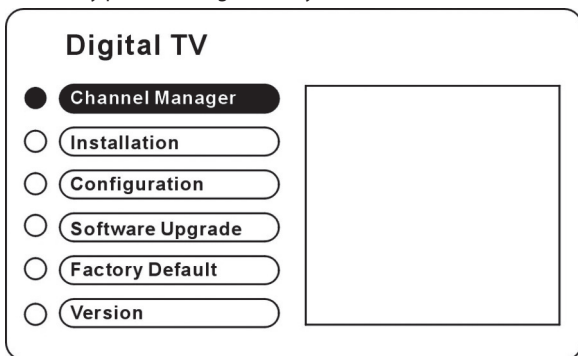 Digital TV
Channel Manager
Installation
Configuration
Software Upgrade
Factory Default
Version